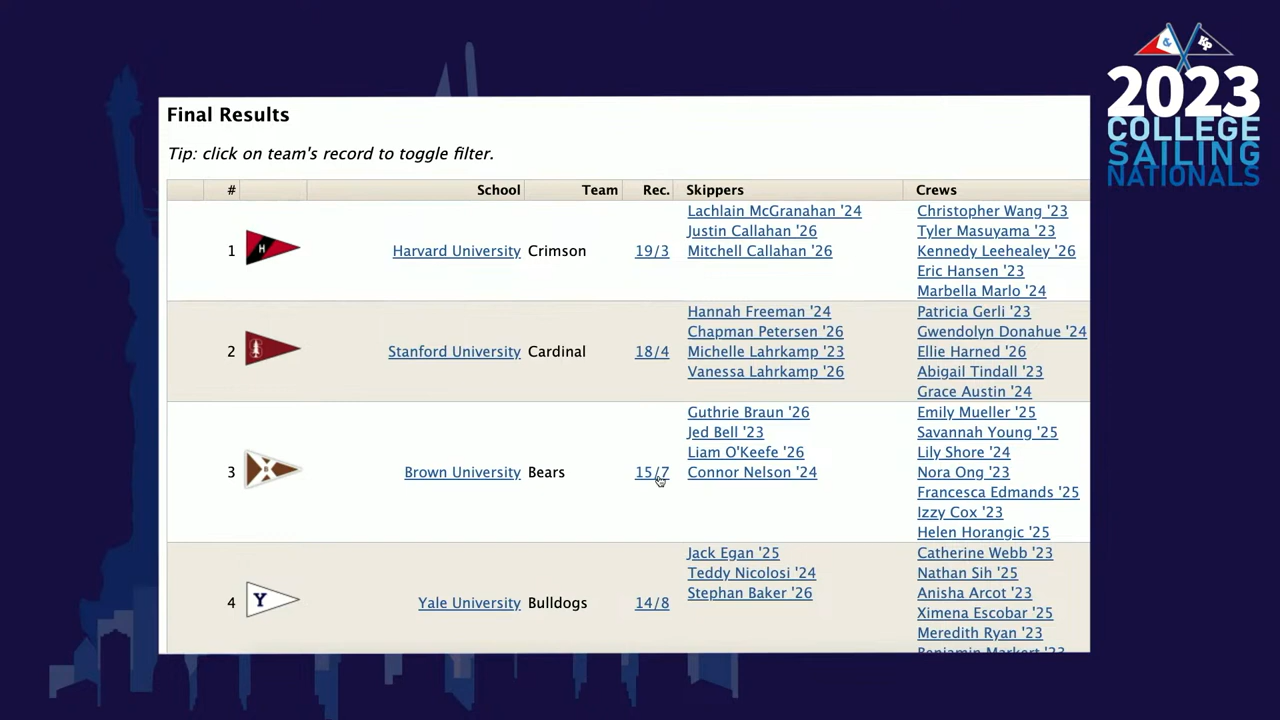 2023
COLLEGE
SAILING
NATIONALS
KP
Final Results
Tip: click on team's record to toggle filter.
# School Team Rec. Skippers Crews
1 H Harvard University Crimson 19/3
Lachlain McGranahan '24
Justin Callahan '26
Mitchell Callahan '26
Christopher Wang '23
Tyler Masuyama '23
Kennedy Leehealey '26
Eric Hansen '23
Marbella Marlo '24
2 Stanford University Cardinal 18/4
Hannah Freeman '24
Chapman Petersen '26
Michelle Lahrkamp '23
Vanessa Lahrkamp '26
Patricia Gerli '23
Gwendolyn Donahue '24
Ellie Harned '26
Abigail Tindall '23
Grace Austin '24
3 Brown University Bears 15/7
Guthrie Braun '26
Jed Bell '23
Liam O'Keefe '26
Connor Nelson '24
Emily Mueller '25
Savannah Young '25
Lily Shore '24
Nora Ong '23
Francesca Edmands '25
Izzy Cox '23
Helen Horangic '25
4 Y Yale University Bulldogs 14/8
Jack Egan '25
Teddy Nicolosi '24
Stephan Baker '26
Catherine Webb '23
Nathan Sih '25
Anisha Arcot '23
Ximena Escobar '25
Meredith Ryan '23
Benjamin Markert '23